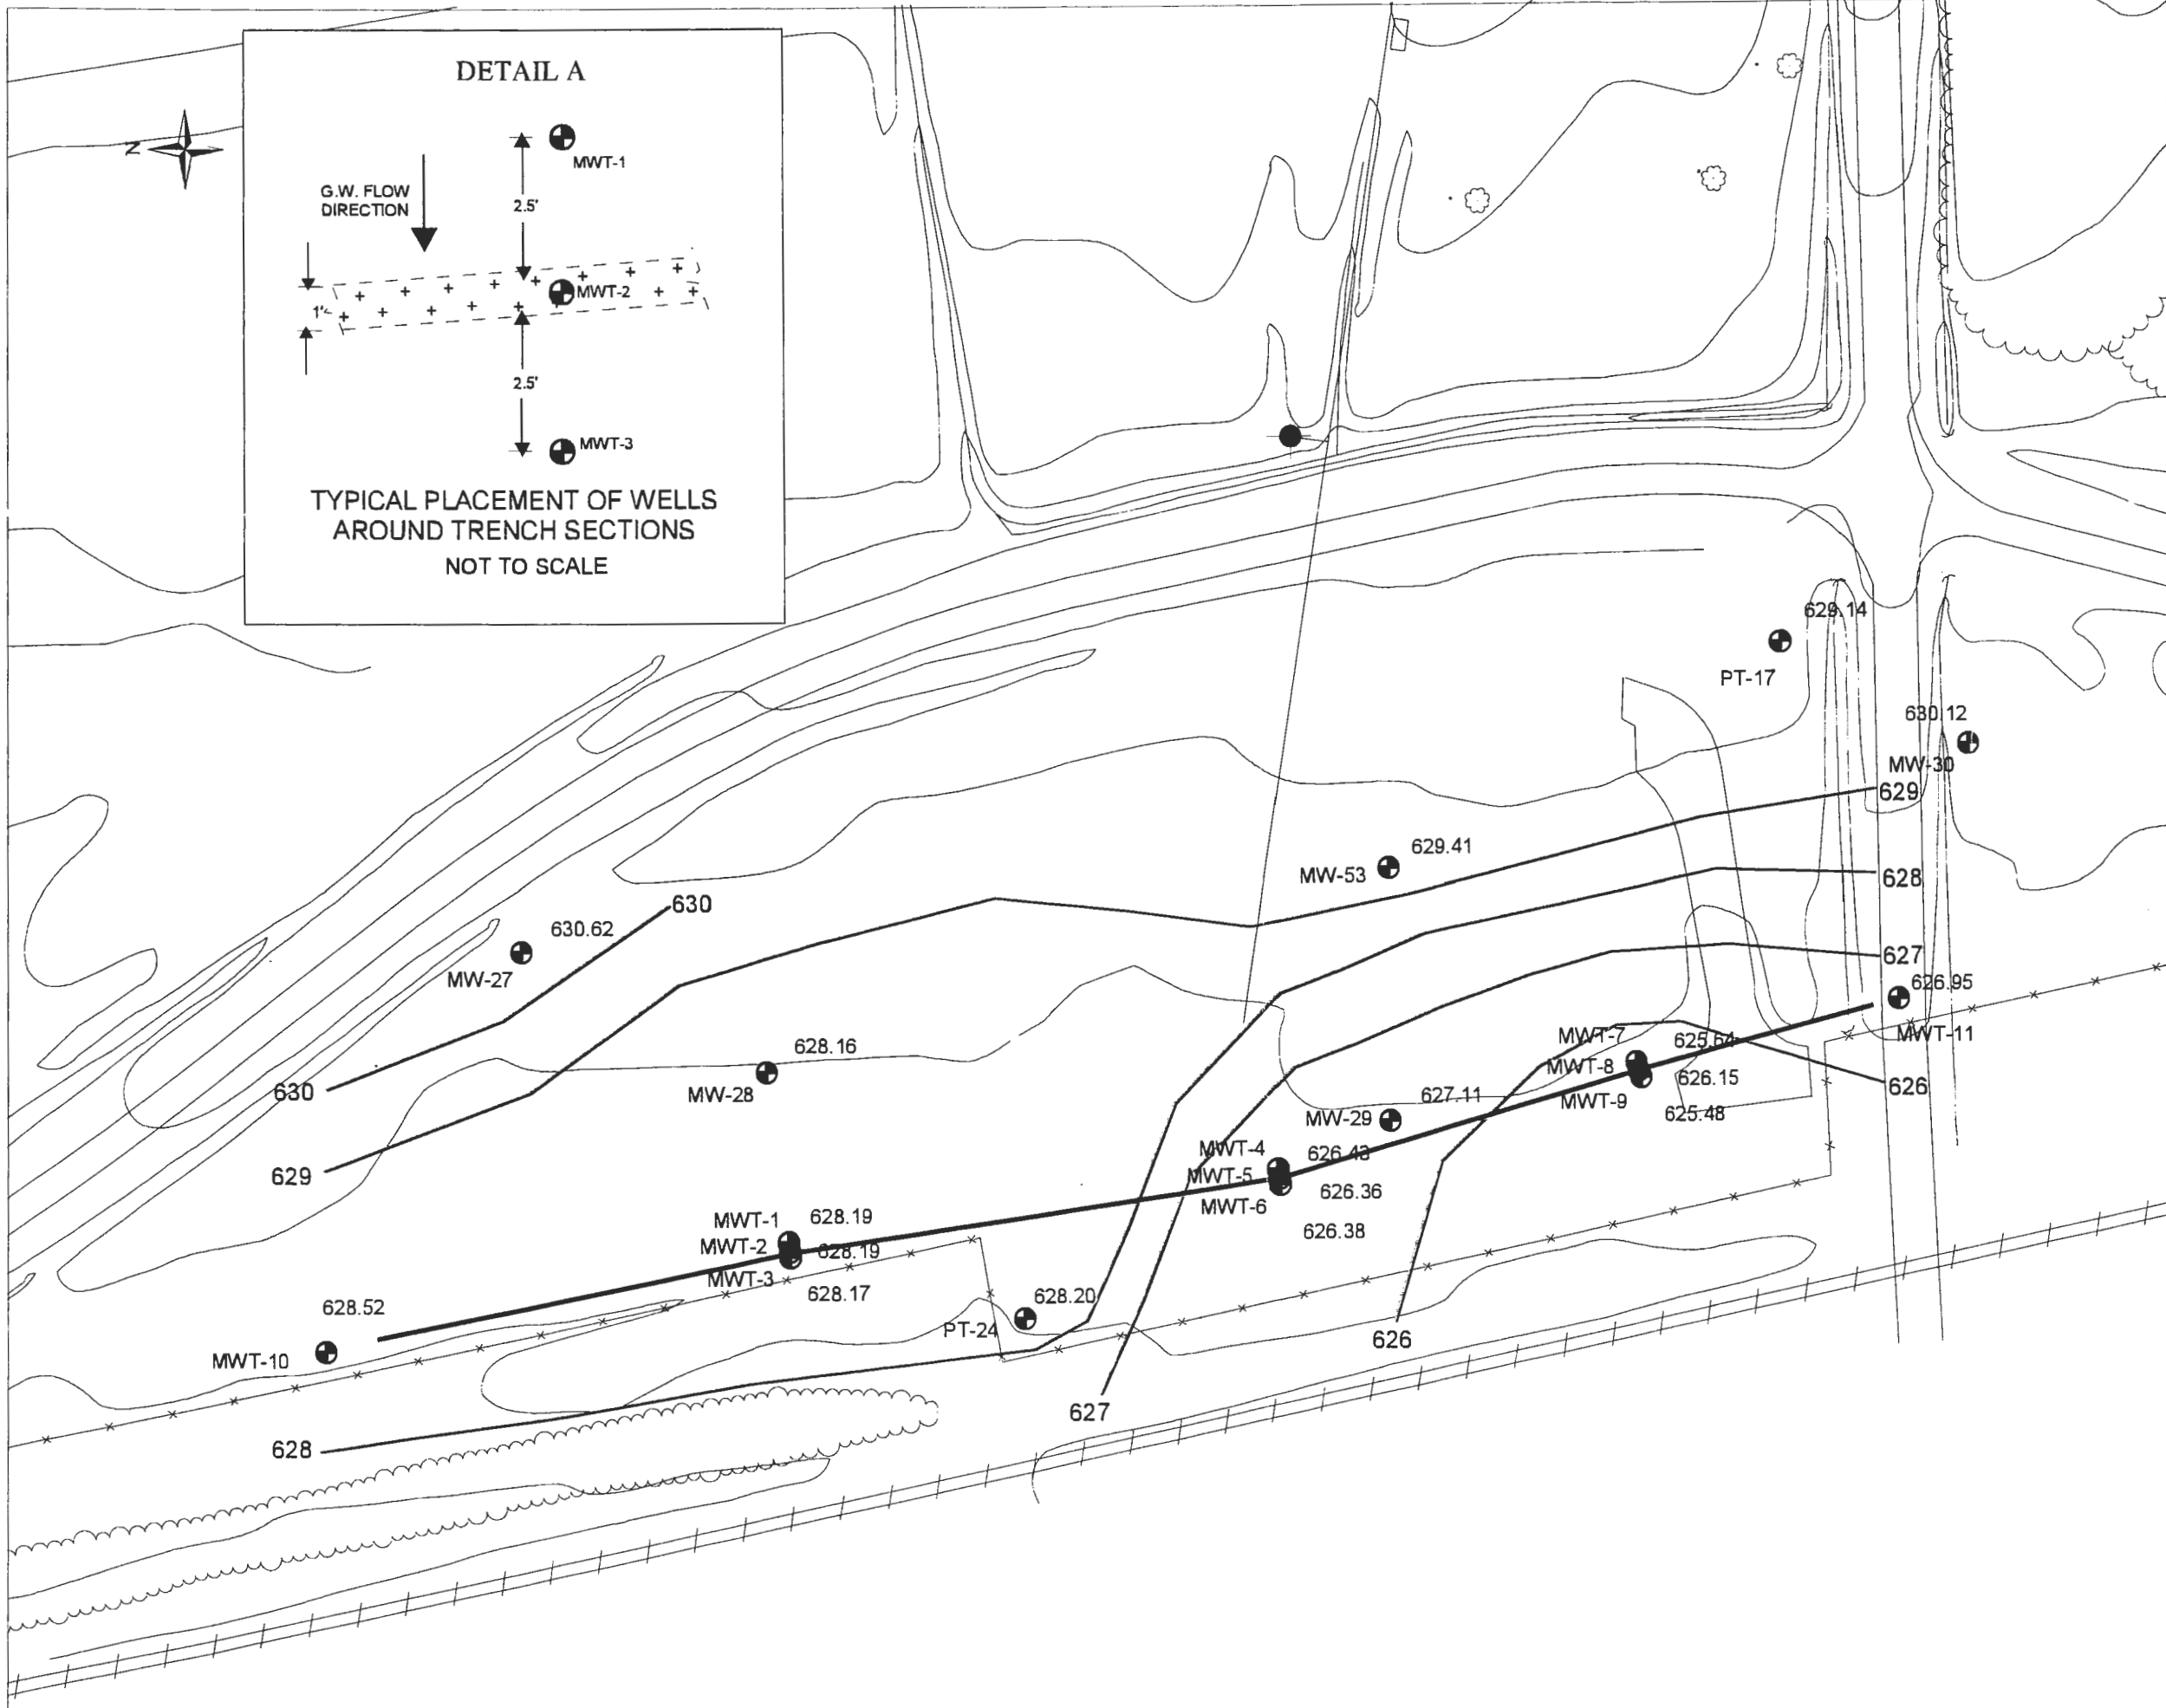 DETAIL A
MWT-1
N
G.W. FLOW
DIRECTION
2.5'
MWT-2
1'
2.5'
MWT-3
TYPICAL PLACEMENT OF WELLS
AROUND TRENCH SECTIONS
NOT TO SCALE
629.14
PT-17
630.12
MW-30
629
629.41
MW-53
628
630
630.62
MW-27
627
626.95
MWT-11
MWT-7
625.64
628.16
MWT-8
626.15
630
MW-28
626
MWT-9
627.11
625.48
MW-29
MWT-4
626.43
629
MWT-5
626.36
MWT-6
MWT-1
628.19
626.38
MWT-2
628.19
MWT-3
628.17
628.52
628.20
PT-24
626
MWT-10
627
628